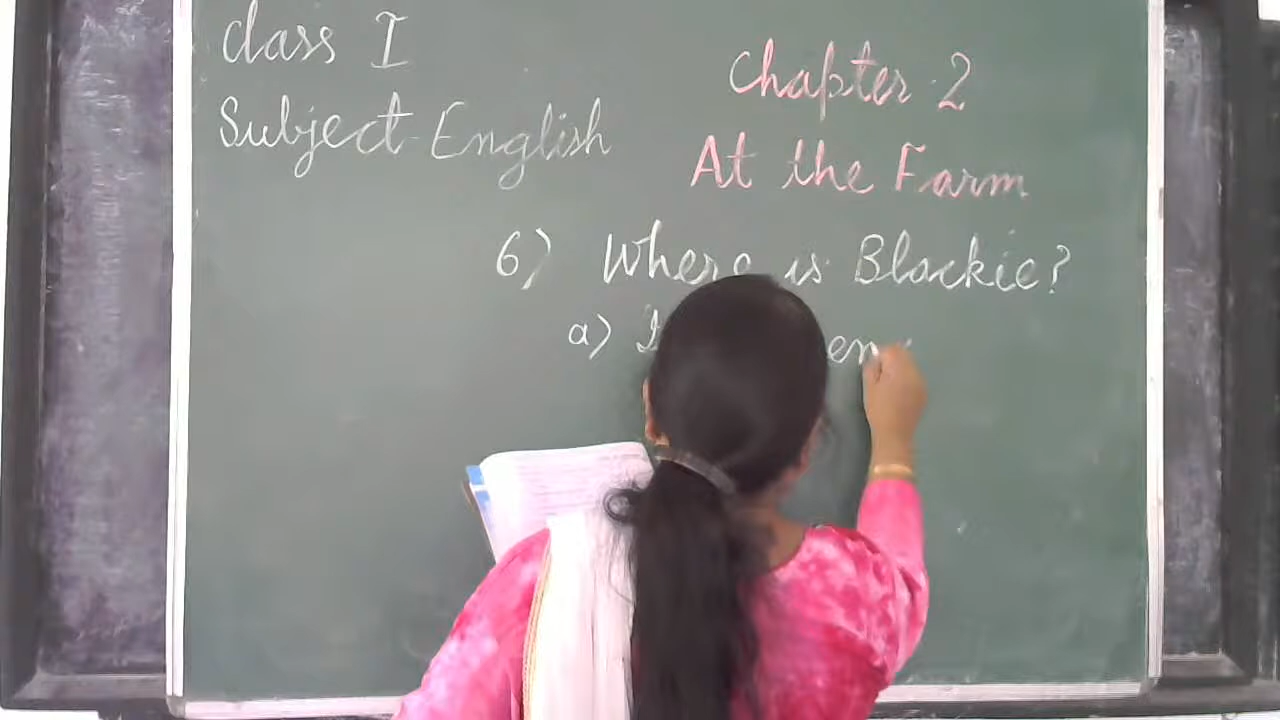 Class I
Subject-English
Chapter-2
At the Farm
6) Where is Blackie?
a) I